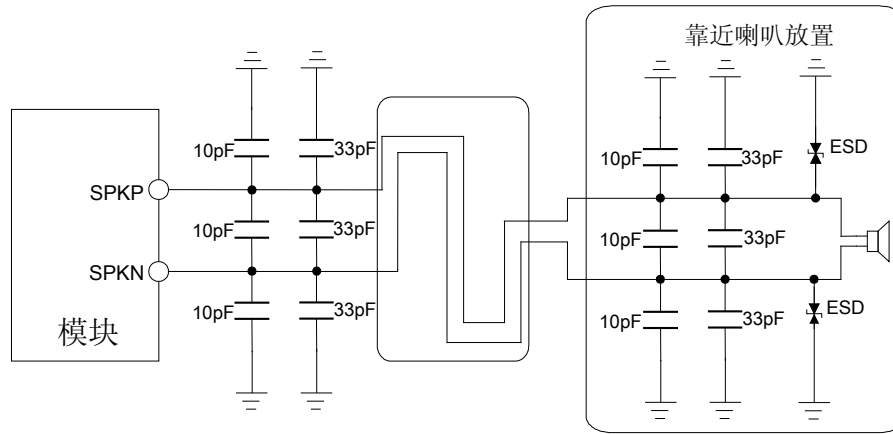 靠近喇叭放置
10pF
33pF
10pF
33pF
ESD
SPKP
10pF
33pF
10pF
33pF
SPKN
模块
10pF
33pF
10pF
33pF
ESD